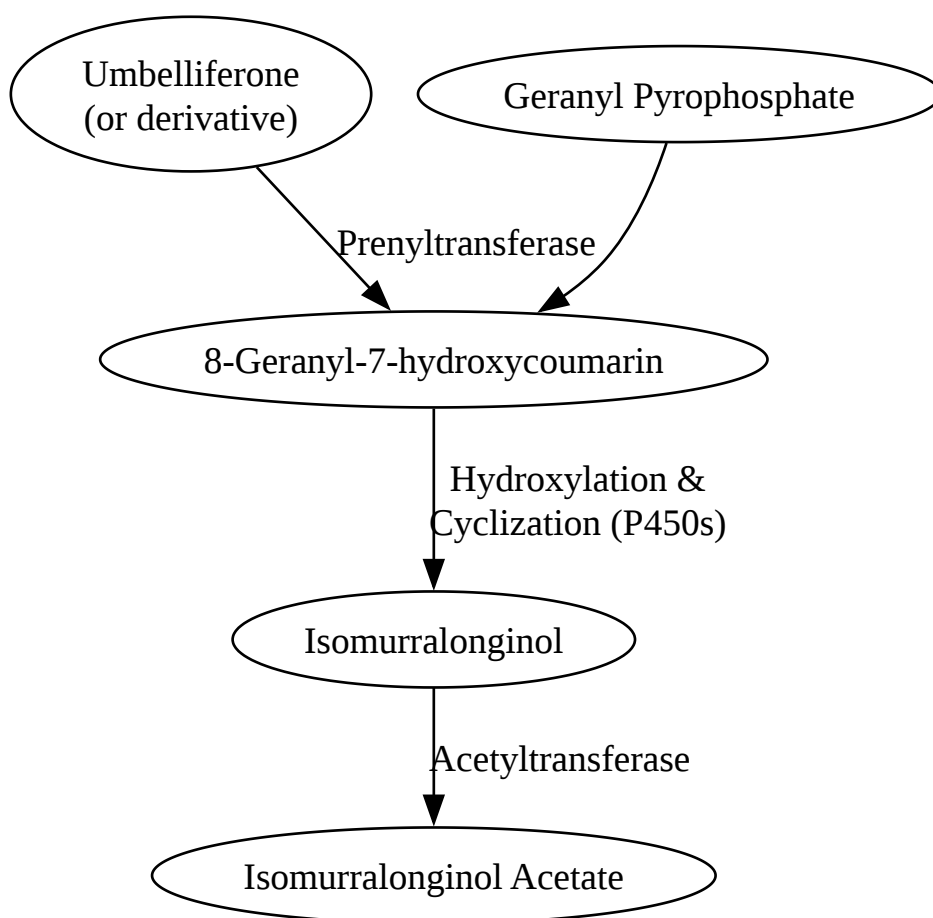 Umbelliferone
(or derivative)
Geranyl Pyrophosphate
Prenyltransferase
8-Geranyl-7-hydroxycoumarin
Hydroxylation &
Cyclization (P450s)
Isomurralonginol
Acetyltransferase
Isomurralonginol Acetate